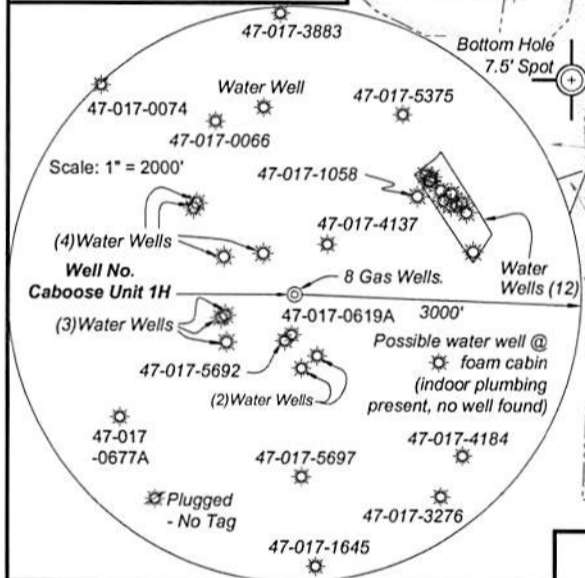 47-017-3883
Bottom Hole
7.5' Spot
47-017-0074
Water Well
47-017-5375
47-017-0066
Scale: 1" = 2000'
47-017-1058
47-017-4137
(4)Water Wells
Well No.
Caboose Unit 1H
8 Gas Wells.
Water
Wells (12)
3000'
(3)Water Wells
47-017-0619A
Possible water well @
foam cabin
(indoor plumbing
present, no well found)
47-017-5692
(2)Water Wells
47-017
-0677A
47-017-5697
47-017-4184
Plugged
- No Tag
47-017-3276
47-017-1645